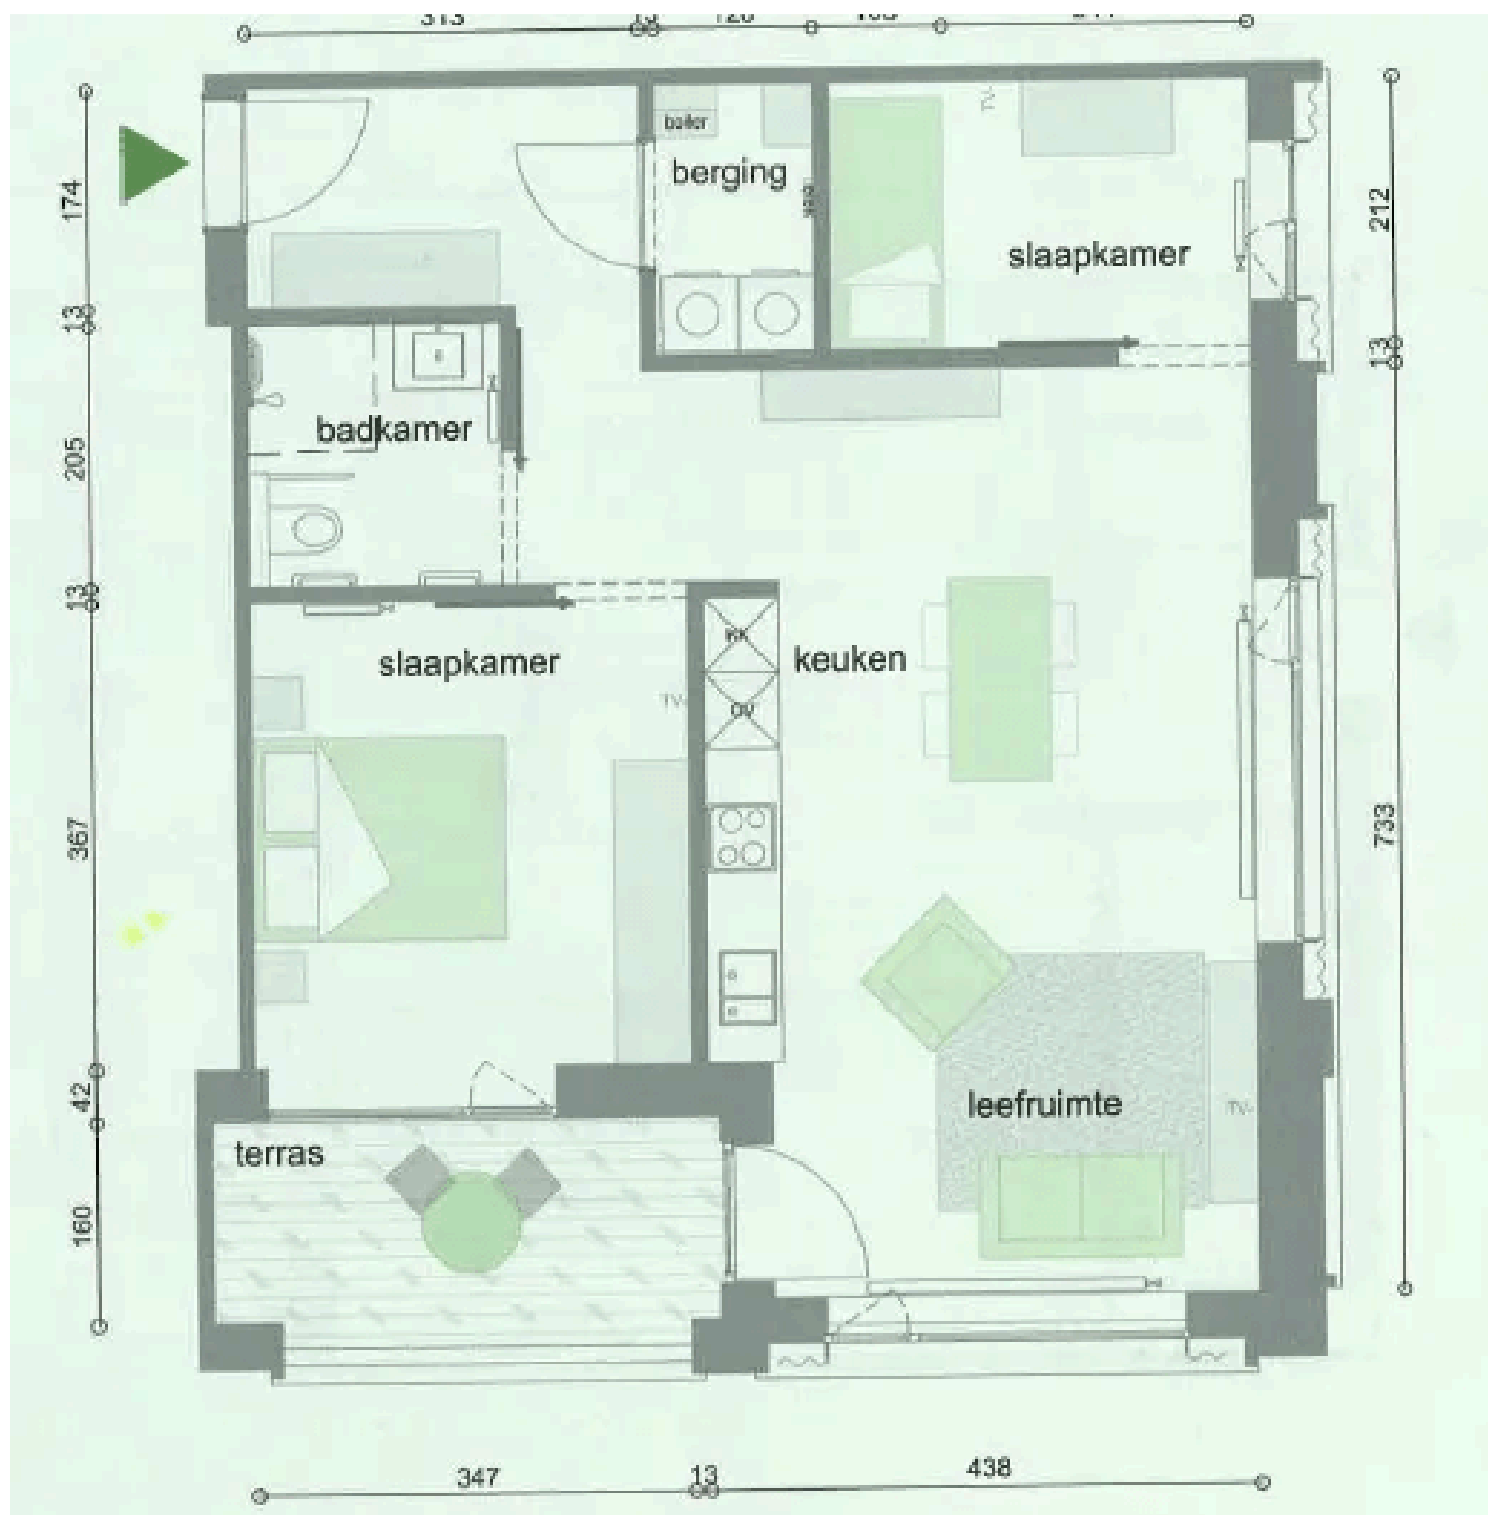 boiler
berging
TV
slaapkamer
174
212
13
13
badkamer
205
13
KK
keuken
slaapkamer
TV
OV
367
733
leefruimte
TV
42
terras
160
347
13
438